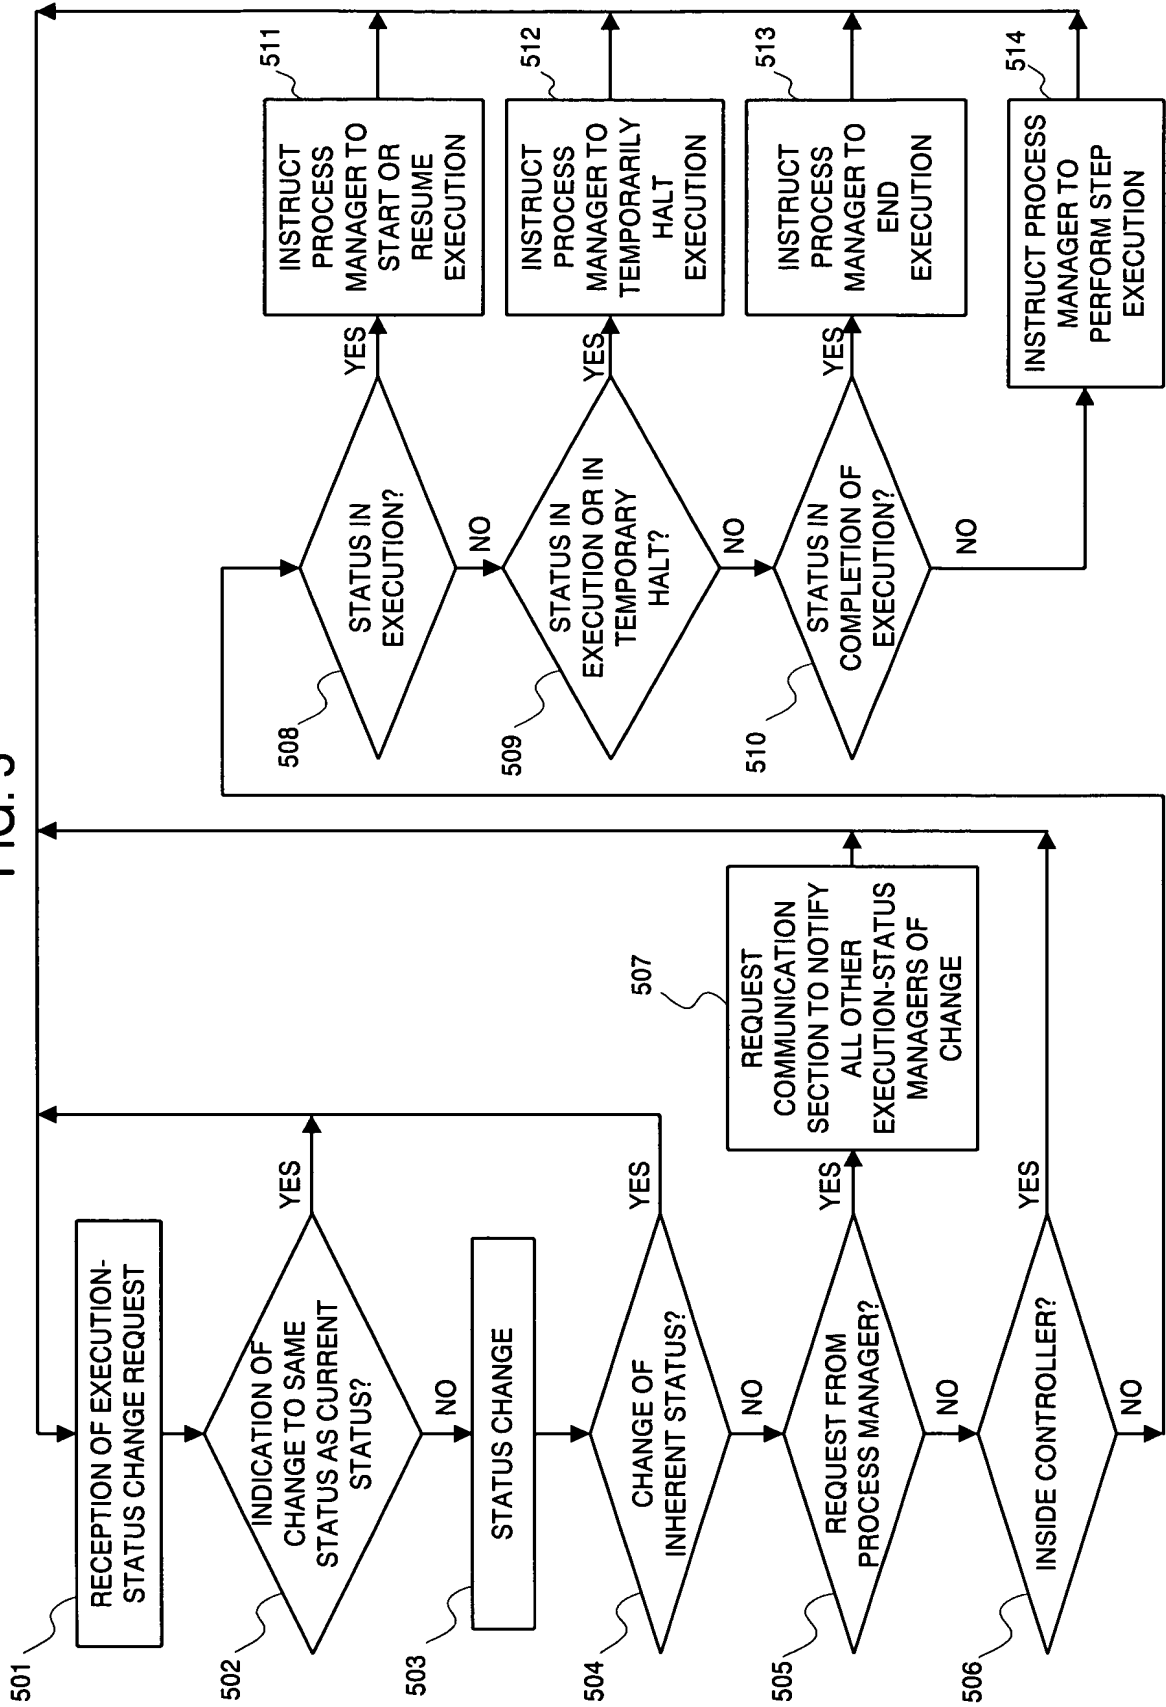 FIG. 5
501
RECEPTION OF EXECUTION-
STATUS CHANGE REQUEST
502
INDICATION OF
CHANGE TO SAME
STATUS AS CURRENT
STATUS?
YES
NO
503
STATUS CHANGE
504
CHANGE OF
INHERENT STATUS?
YES
NO
505
REQUEST FROM
PROCESS MANAGER?
YES
NO
506
INSIDE CONTROLLER?
YES
NO
507
REQUEST
COMMUNICATION
SECTION TO NOTIFY
ALL OTHER
EXECUTION-STATUS
MANAGERS OF
CHANGE
508
STATUS IN
EXECUTION?
YES
NO
511
INSTRUCT
PROCESS
MANAGER TO
START OR
RESUME
EXECUTION
509
STATUS IN
EXECUTION OR IN
TEMPORARY
HALT?
YES
NO
512
INSTRUCT
PROCESS
MANAGER TO
TEMPORARILY
HALT
EXECUTION
510
STATUS IN
COMPLETION OF
EXECUTION?
YES
NO
513
INSTRUCT
PROCESS
MANAGER TO
END
EXECUTION
514
INSTRUCT PROCESS
MANAGER TO
PERFORM STEP
EXECUTION